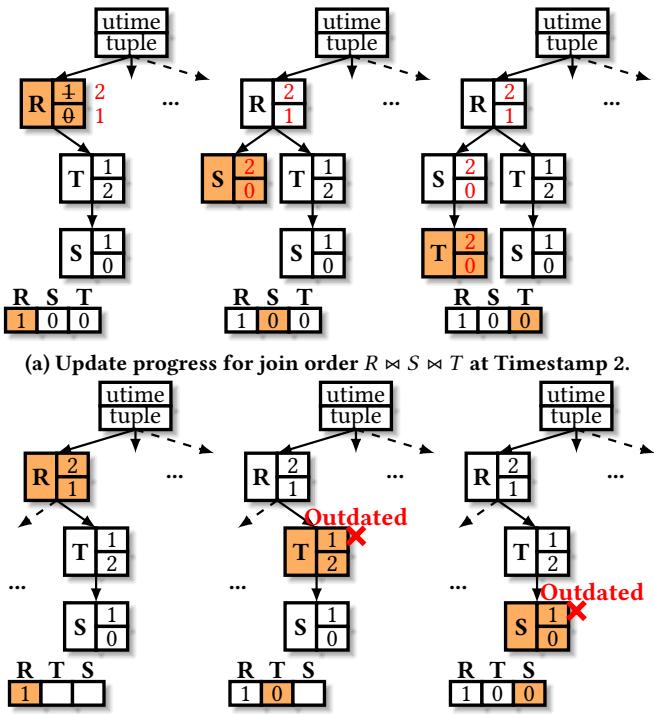 utime utime utime
tuple tuple tuple
R 1 2 ... R 2 ... R 2 ...
0 1 1 1
T 1 S 2 T 1 S 2 T 1
2 0 2 0 2
S 1 S 1 T 2 S 1
0 0 0 0
R S T R S T R S T
1 0 0 1 0 0 1 0 0
(a) Update progress for join order R ⋈ S ⋈ T at Timestamp 2.
utime utime utime
tuple tuple tuple
R 2 ... R 2 ... R 2 ...
1 1 1
Outdated
T 1 T 1 T 1
2 2 2
... ... ...
Outdated
S 1 S 1 S 1
0 0 0
R T S R T S R T S
1 1 0 1 0 0